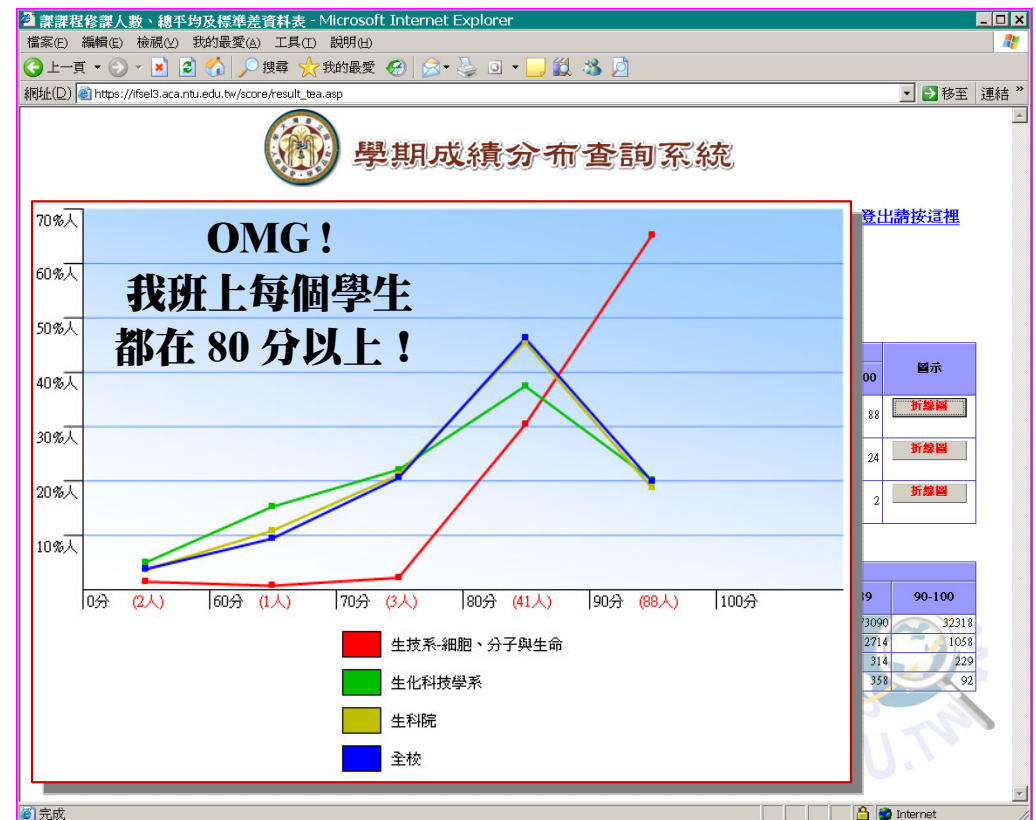 課課程修課人數、總平均及標準差資料表 - Microsoft Internet Explorer
檔案(F) 編輯(E) 檢視(V) 我的最愛(A) 工具(T) 說明(H)
上一頁 搜尋 我的最愛
網址(D) https://ifsel3.aca.ntu.edu.tw/score/result_tea.asp 移至 連結 »
學期成績分布查詢系統
登出請按這裡
OMG !
我班上每個學生
都在 80 分以上 !
70%人
60%人
50%人
40%人
30%人
20%人
10%人
0分 (2人) 60分 (1人) 70分 (3人) 80分 (41人) 90分 (88人) 100分
生技系-細胞、分子與生命
生化科技學系
生科院
全校
00 圖示
88 折線圖
24 折線圖
2 折線圖
9 90-100
73090 32318
2714 1058
314 229
358 92
U.TW
完成 Internet